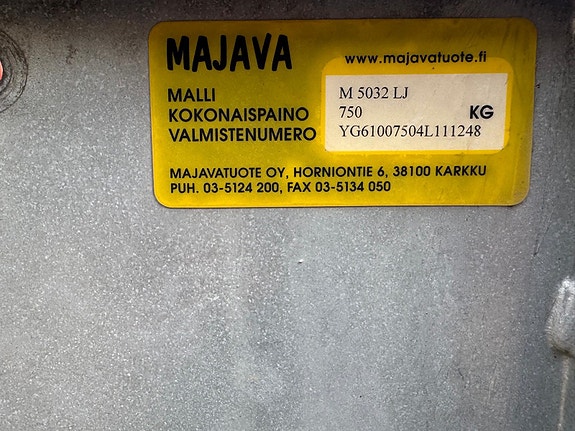 MAJAVA
www.majavatuote.fi
MALLI M 5032 LJ
KOKONAISPAINO 750 KG
VALMISTENUMERO YG61007504L111248
MAJAVATUOTE OY, HORNIONTIE 6, 38100 KARKKU
PUH. 03-5124 200, FAX 03-5134 050